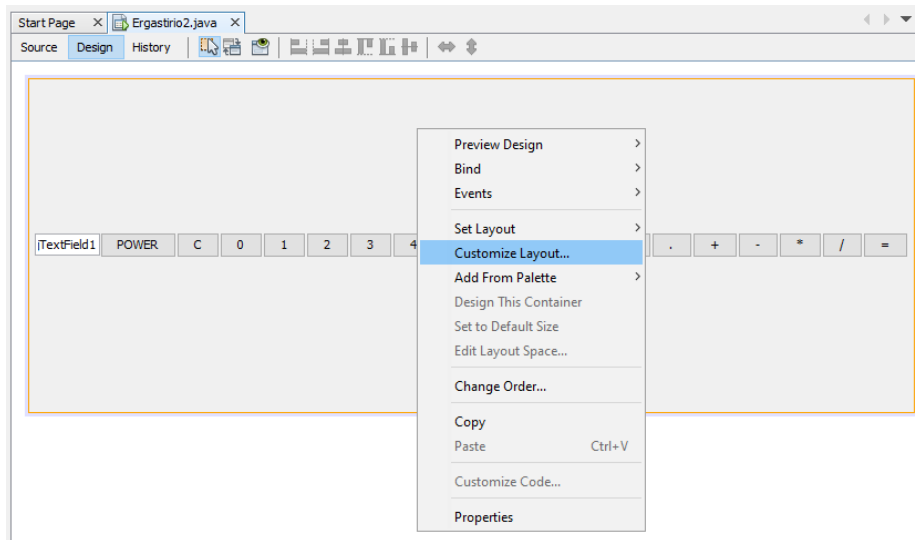 Start Page Ergastirio2.java
Source Design History
Preview Design
Bind
Events
Set Layout
jTextField1 POWER C 0 1 2 3 4 . + - * / =
Customize Layout...
Add From Palette
Design This Container
Set to Default Size
Edit Layout Space...
Change Order...
Copy
Paste Ctrl+V
Customize Code...
Properties